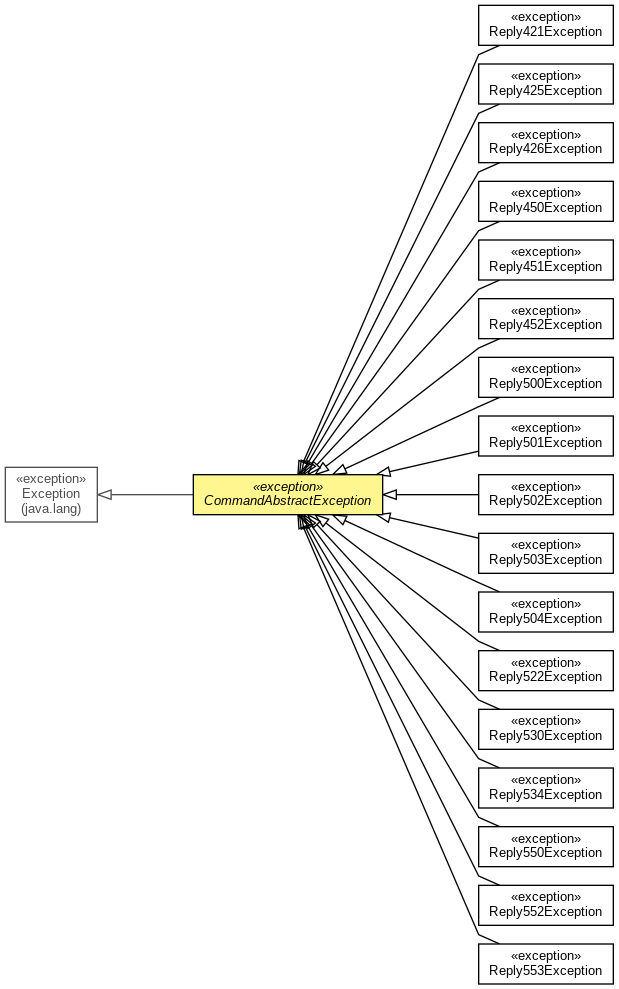 «exception»
Reply421Exception
«exception»
Reply425Exception
«exception»
Reply426Exception
«exception»
Reply450Exception
«exception»
Reply451Exception
«exception»
Reply452Exception
«exception»
Reply500Exception
«exception»
Reply501Exception
«exception»
Exception
(java.lang)
«exception»
CommandAbstractException
«exception»
Reply502Exception
«exception»
Reply503Exception
«exception»
Reply504Exception
«exception»
Reply522Exception
«exception»
Reply530Exception
«exception»
Reply534Exception
«exception»
Reply550Exception
«exception»
Reply552Exception
«exception»
Reply553Exception